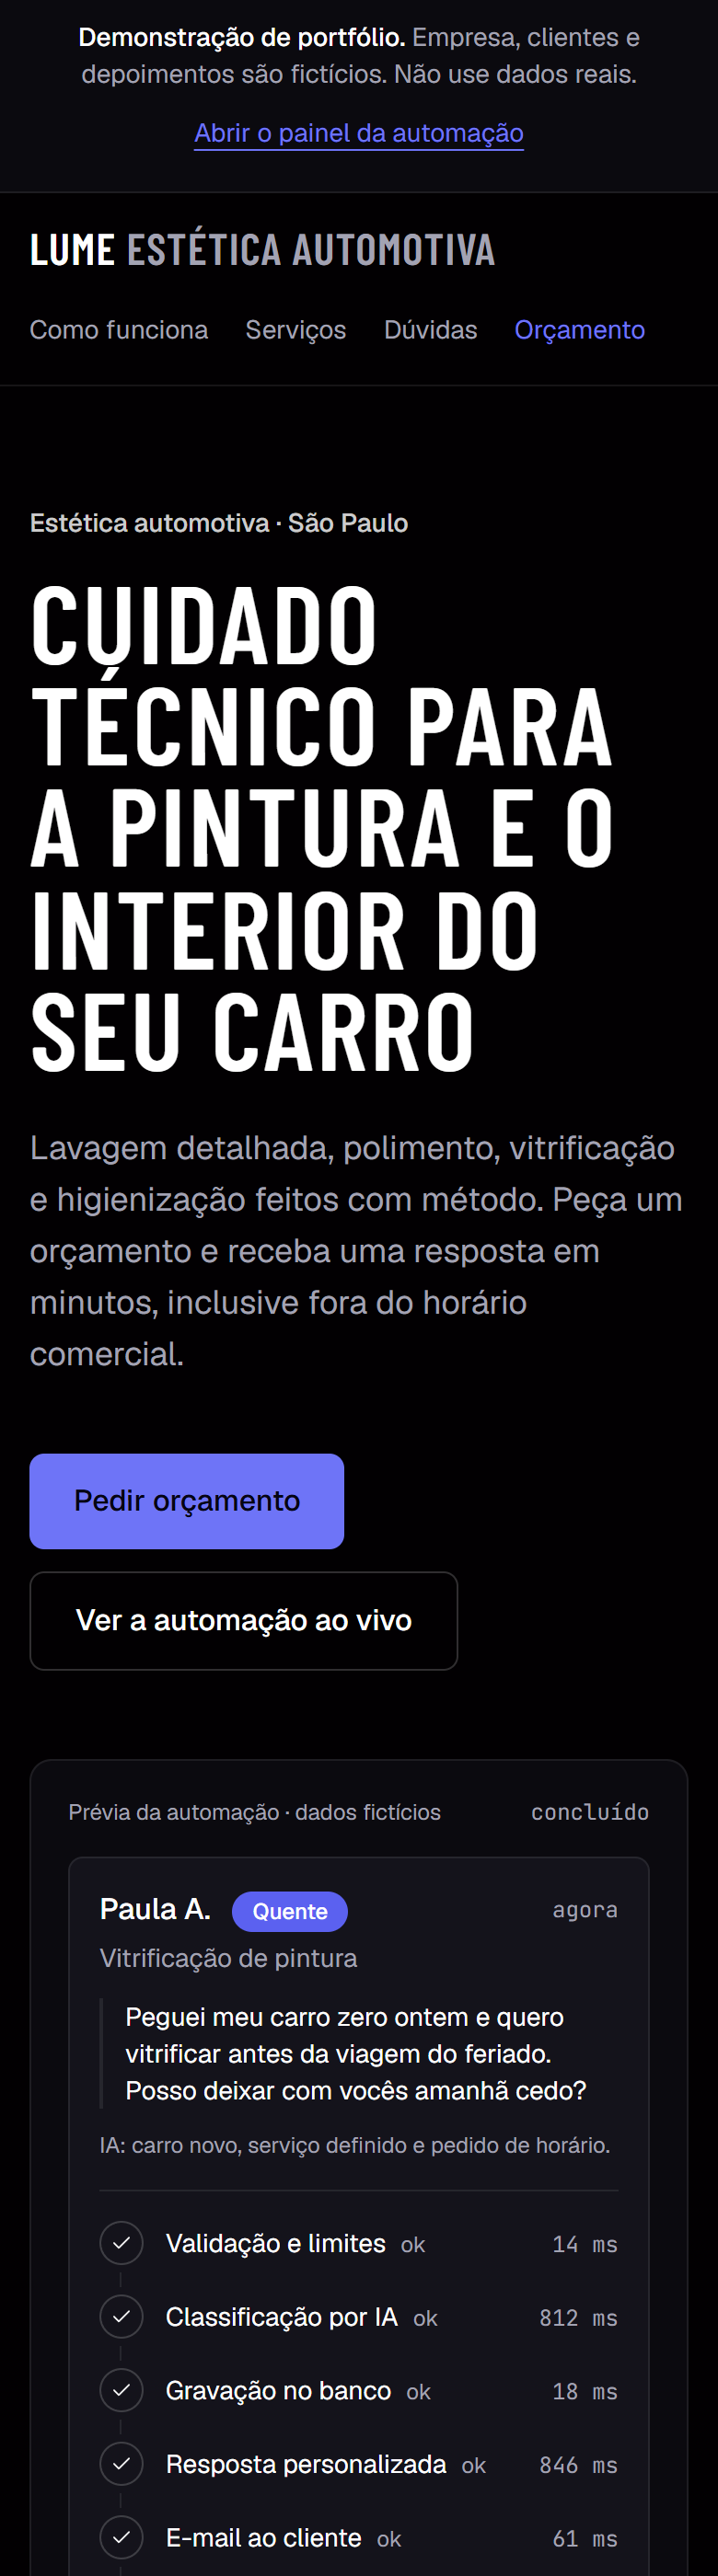 Demonstração de portfólio. Empresa, clientes e
depoimentos são fictícios. Não use dados reais.
Abrir o painel da automação
LUME ESTÉTICA AUTOMOTIVA
Como funciona Serviços Dúvidas Orçamento
Estética automotiva · São Paulo
CUIDADO
TÉCNICO PARA
A PINTURA E O
INTERIOR DO
SEU CARRO
Lavagem detalhada, polimento, vitrificação
e higienização feitos com método. Peça um
orçamento e receba uma resposta em
minutos, inclusive fora do horário
comercial.
Pedir orçamento
Ver a automação ao vivo
Prévia da automação · dados fictícios concluído
Paula A. Quente agora
Vitrificação de pintura
Peguei meu carro zero ontem e quero
vitrificar antes da viagem do feriado.
Posso deixar com vocês amanhã cedo?
IA: carro novo, serviço definido e pedido de horário.
Validação e limites ok 14 ms
Classificação por IA ok 812 ms
Gravação no banco ok 18 ms
Resposta personalizada ok 846 ms
E-mail ao cliente ok 61 ms